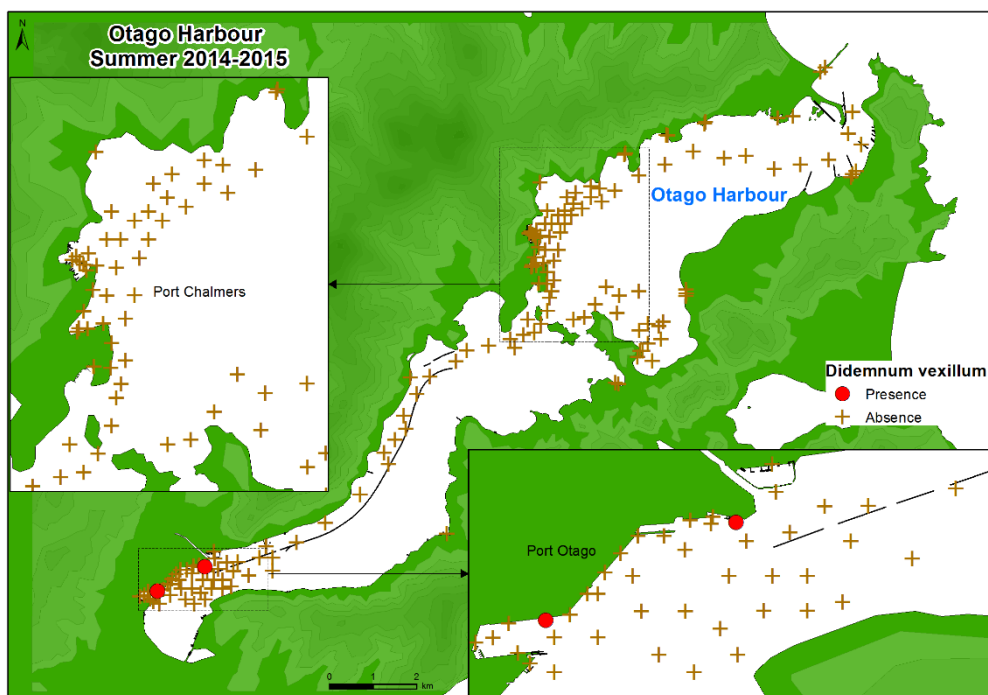 N
Otago Harbour
Summer 2014-2015
Port Chalmers
Otago Harbour
Didemnum vexillum
Presence
Absence
Port Otago
0 1 2
km